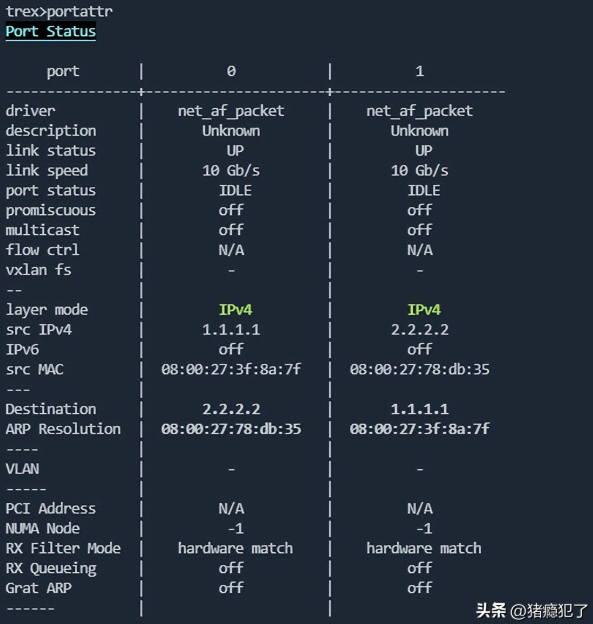 trex>portattr
Port Status
port | 0 | 1
----------------+----------------------+---------------------
driver | net_af_packet | net_af_packet
description | Unknown | Unknown
link status | UP | UP
link speed | 10 Gb/s | 10 Gb/s
port status | IDLE | IDLE
promiscuous | off | off
multicast | off | off
flow ctrl | N/A | N/A
vxlan fs | - | -
-- | |
layer mode | IPv4 | IPv4
src IPv4 | 1.1.1.1 | 2.2.2.2
IPv6 | off | off
src MAC | 08:00:27:3f:8a:7f | 08:00:27:78:db:35
--- | |
Destination | 2.2.2.2 | 1.1.1.1
ARP Resolution | 08:00:27:78:db:35 | 08:00:27:3f:8a:7f
---- | |
VLAN | - | -
----- | |
PCI Address | N/A | N/A
NUMA Node | -1 | -1
RX Filter Mode | hardware match | hardware match
RX Queueing | off | off
Grat ARP | off | off
------ | |
头条 @猪瘾犯了